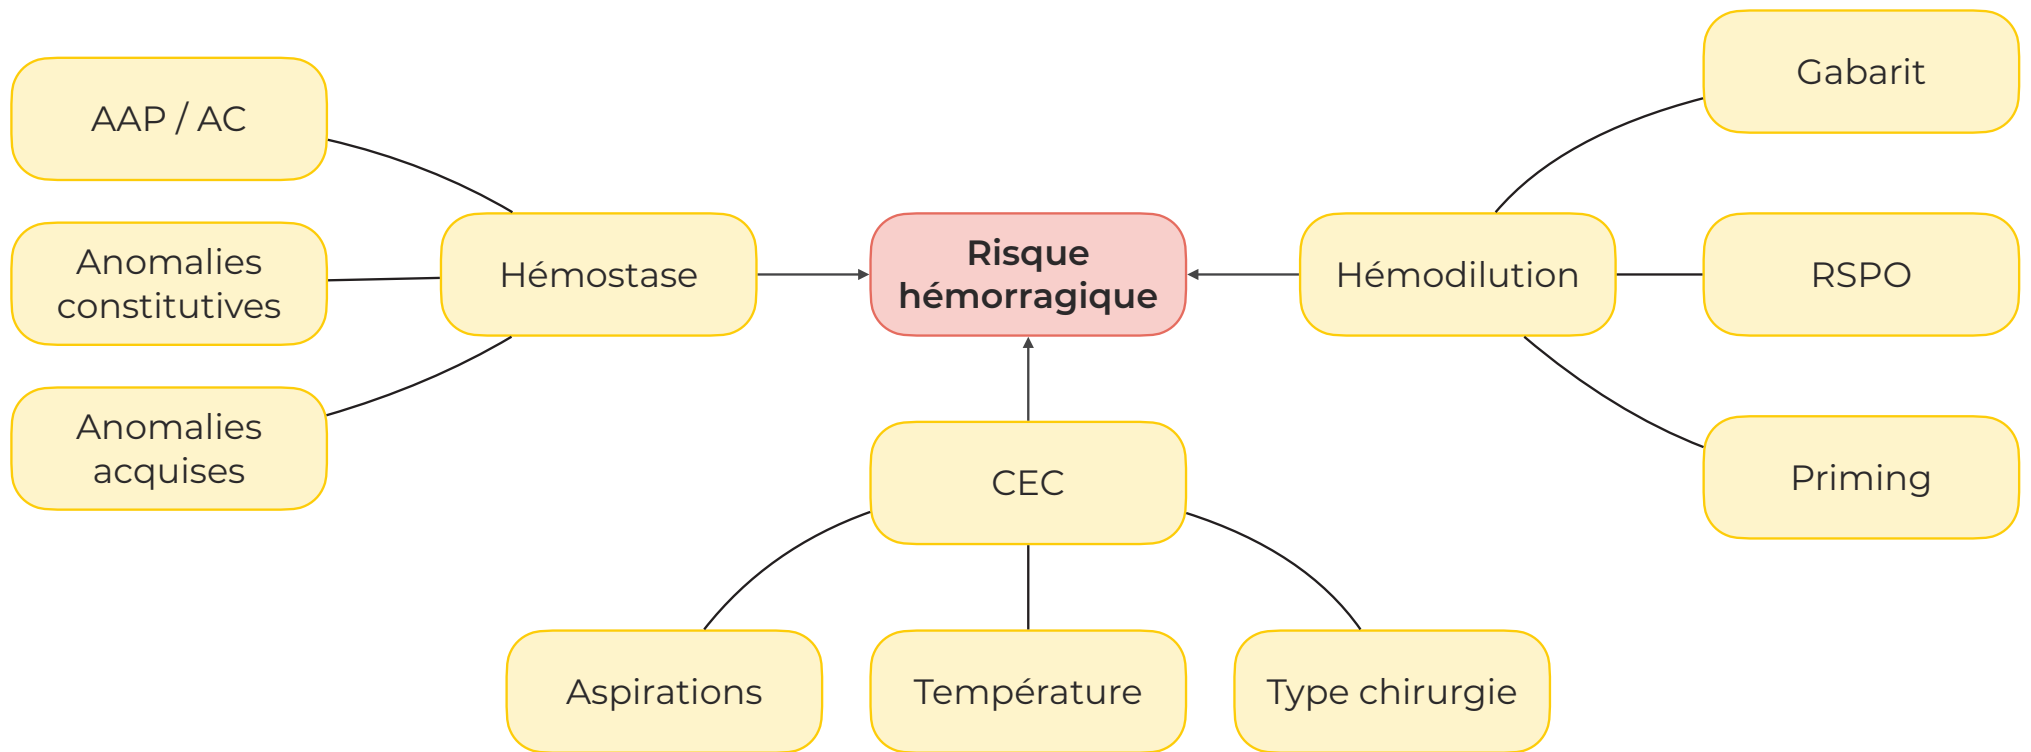 Gabarit
AAP / AC
Anomalies
constitutives
Hémostase
Risque
hémorragique
Hémodilution
RSPO
Anomalies
acquises
CEC
Priming
Aspirations
Température
Type chirurgie